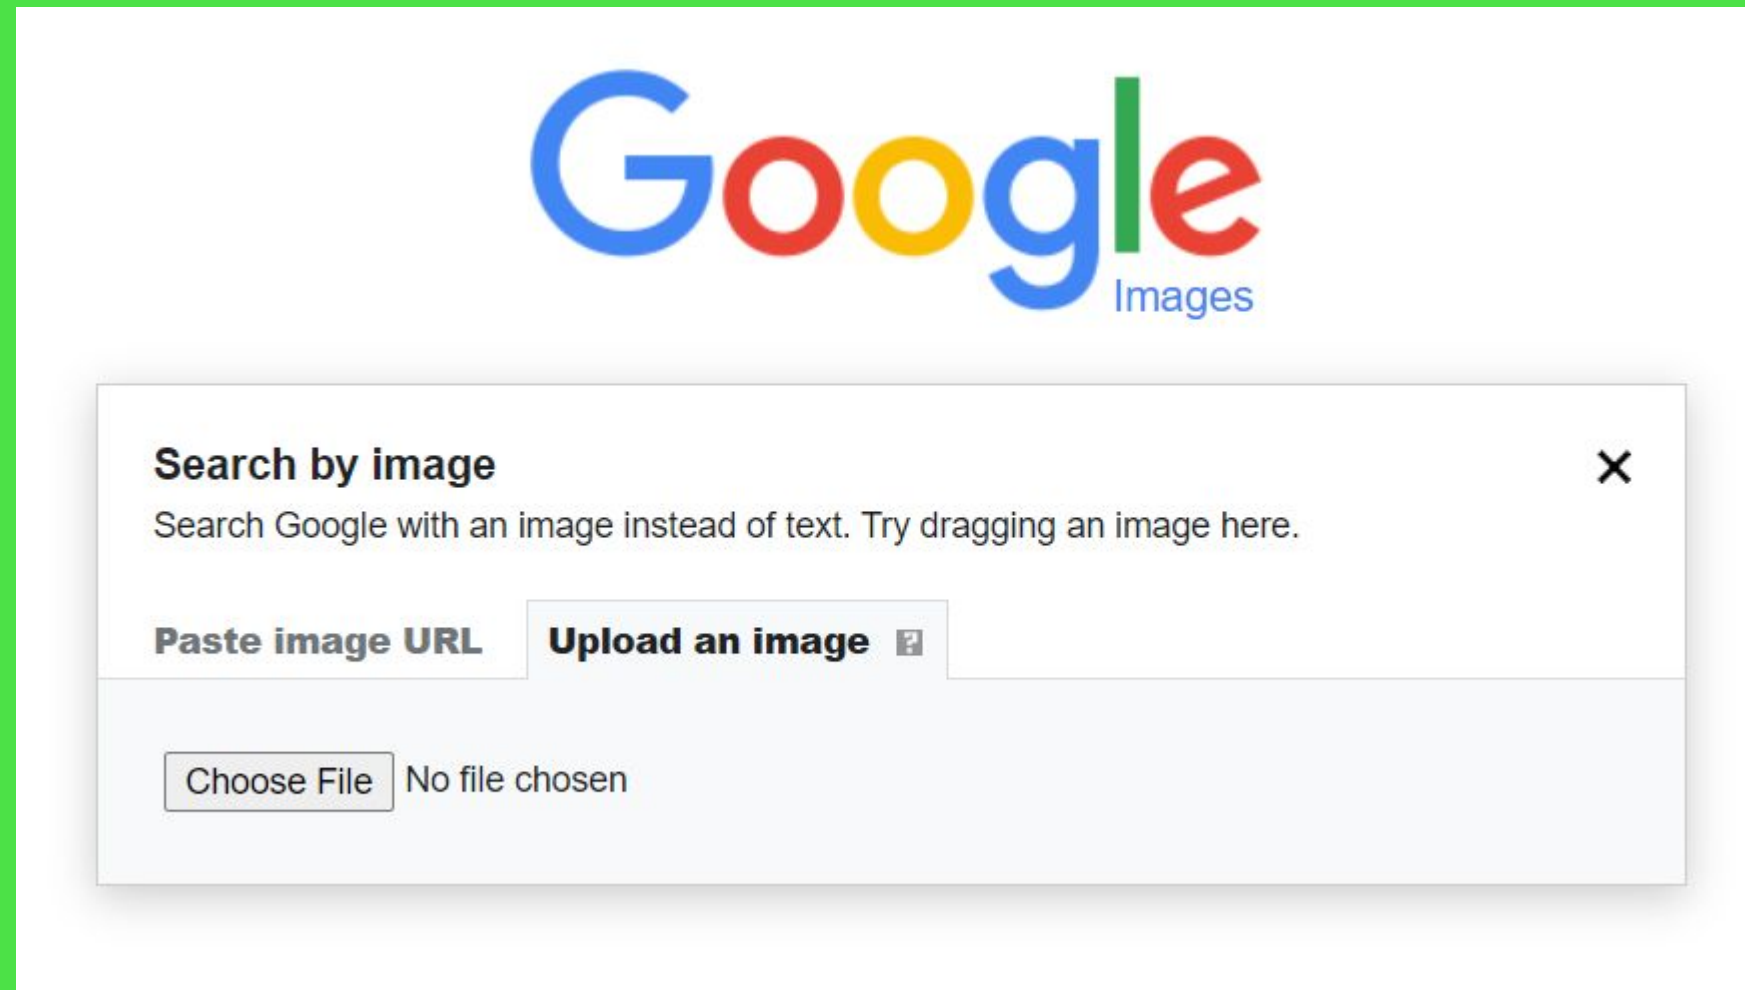 Google
Images
Search by image
Search Google with an image instead of text. Try dragging an image here.
Paste image URL Upload an image ?
Choose File No file chosen